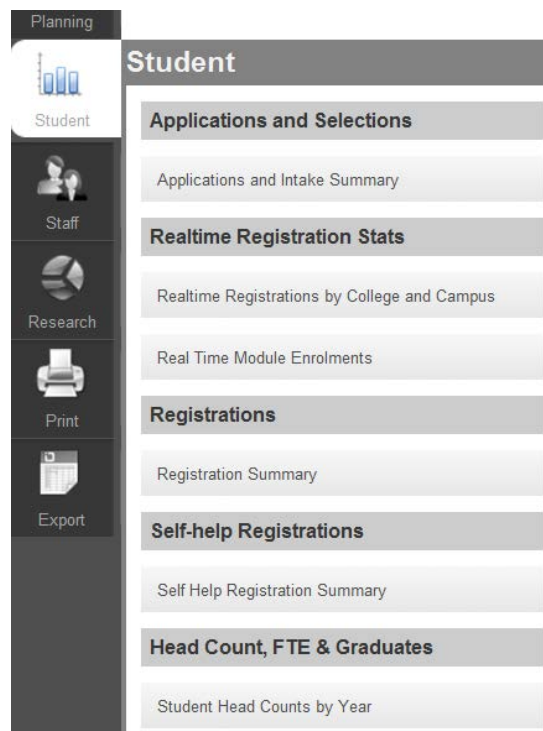 Planning
Student
Staff
Research
Print
Export
Student
Applications and Selections
Applications and Intake Summary
Realtime Registration Stats
Realtime Registrations by College and Campus
Real Time Module Enrolments
Registrations
Registration Summary
Self-help Registrations
Self Help Registration Summary
Head Count, FTE & Graduates
Student Head Counts by Year